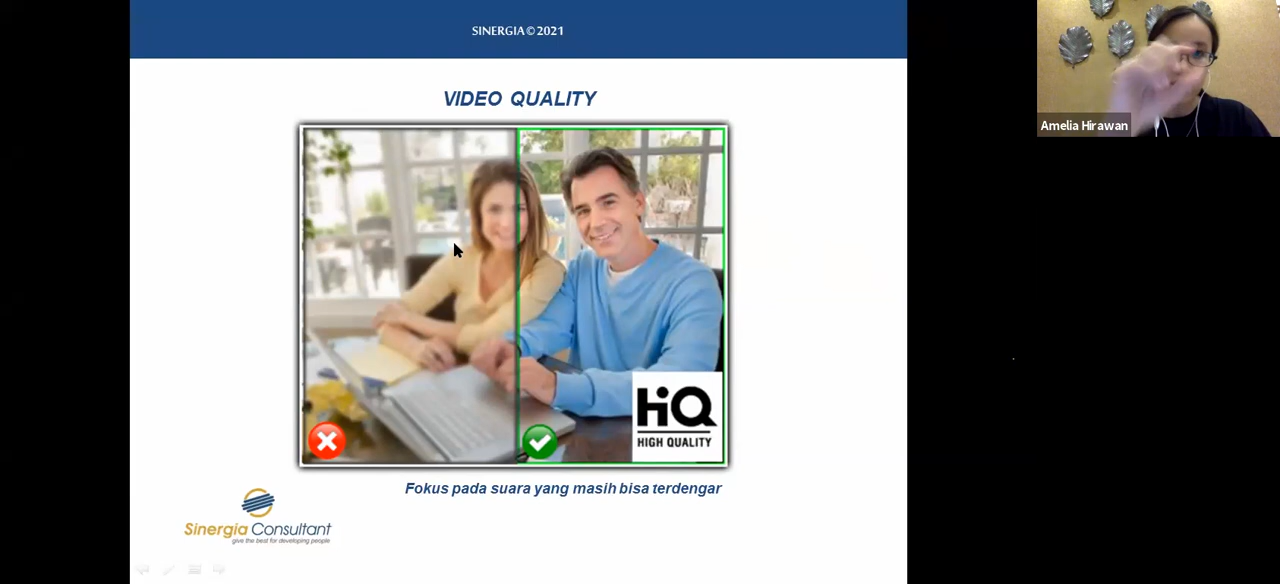 SINERGIA © 2021
VIDEO QUALITY
HiQ
HIGH QUALITY
Fokus pada suara yang masih bisa terdengar
Sinergia Consultant
give the best for developing people
Amelia Hirawan